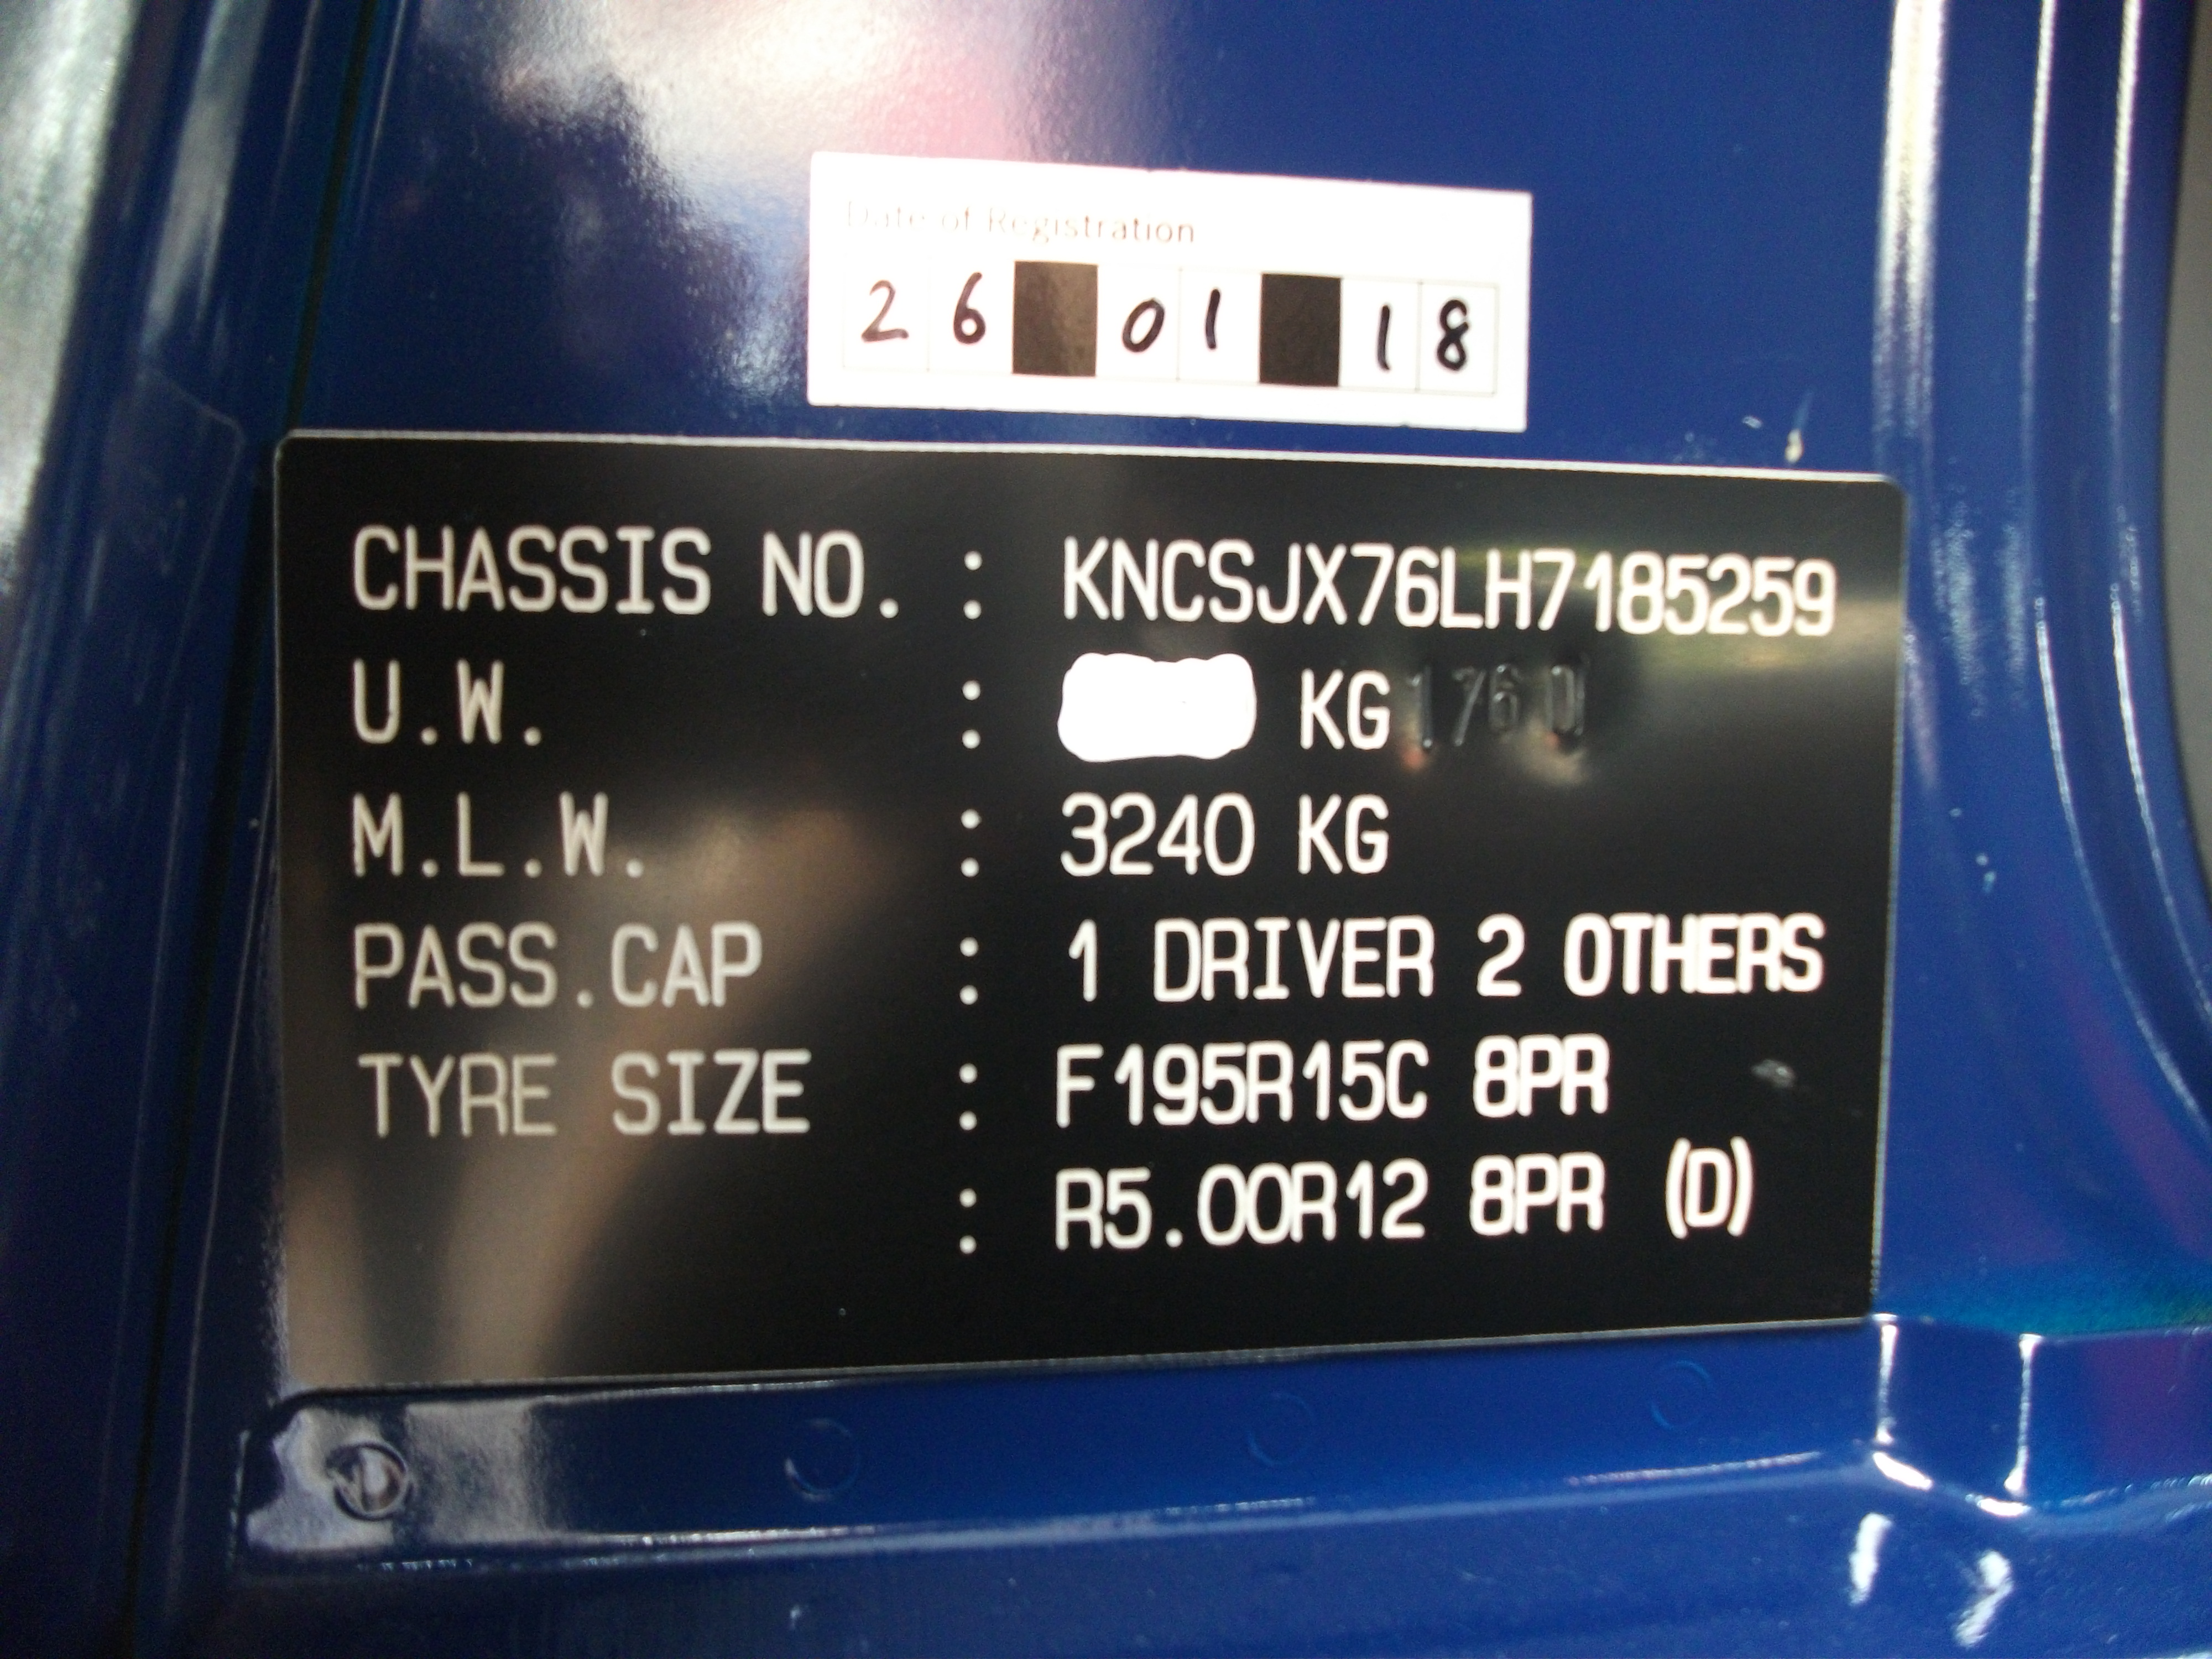 Date of Registration
26 01 18
CHASSIS NO. : KNCSJX76LH7185259
U.W. : KG 1760
M.L.W. : 3240 KG
PASS.CAP : 1 DRIVER 2 OTHERS
TYRE SIZE : F195R15C 8PR
: R5.00R12 8PR (D)